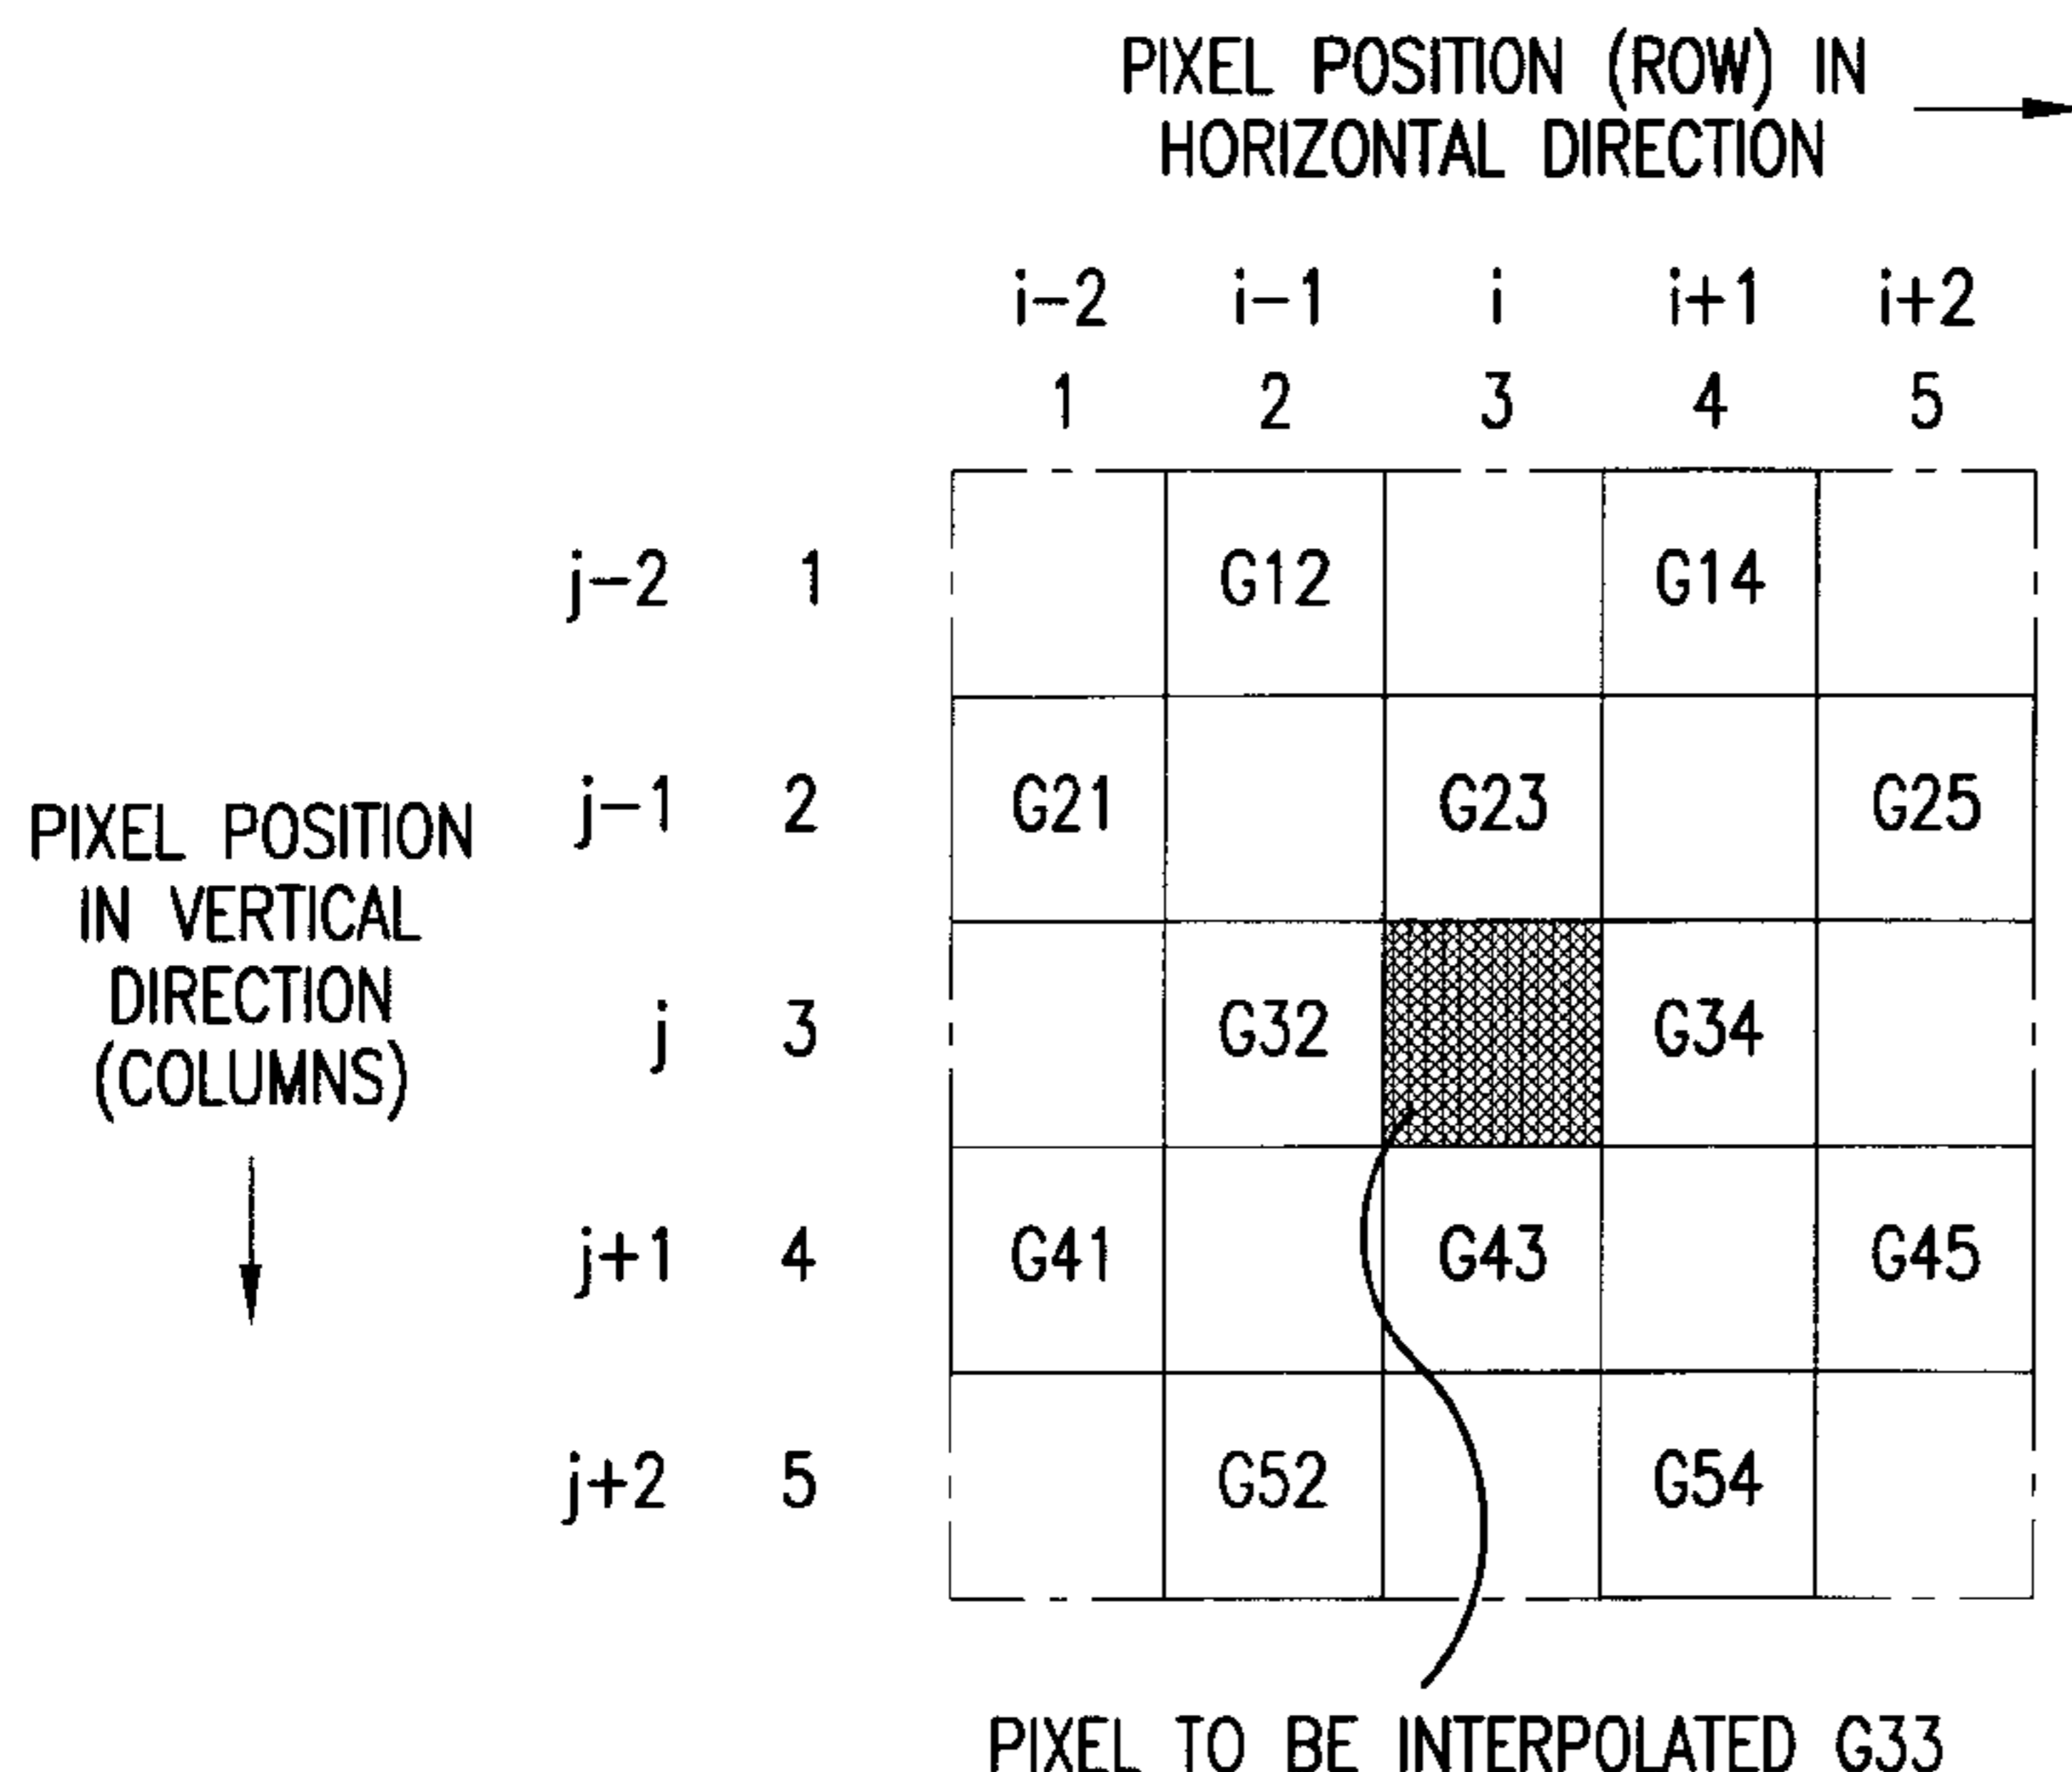 PIXEL POSITION (ROW) IN
HORIZONTAL DIRECTION
i-2 i-1 i i+1 i+2
1 2 3 4 5
j-2 1 G12 G14
j-1 2 G21 G23 G25
PIXEL POSITION
IN VERTICAL
DIRECTION
(COLUMNS)
j 3 G32 G34
j+1 4 G41 G43 G45
j+2 5 G52 G54
PIXEL TO BE INTERPOLATED G33